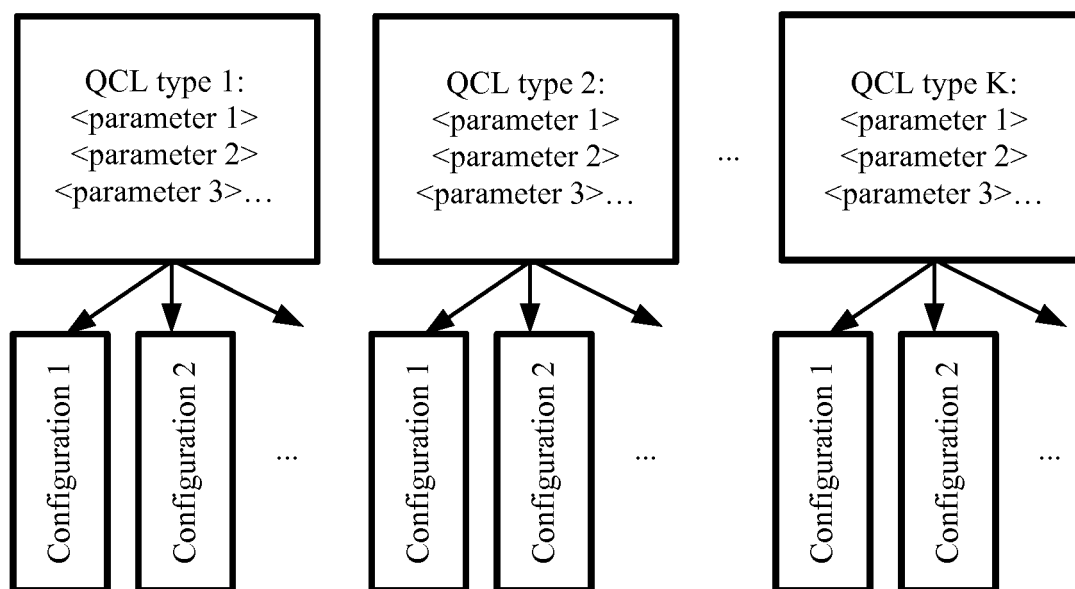 QCL type 1:
<parameter 1>
<parameter 2>
<parameter 3>...
QCL type 2:
<parameter 1>
<parameter 2>
<parameter 3>...
...
QCL type K:
<parameter 1>
<parameter 2>
<parameter 3>...
Configuration 1
Configuration 2
...
Configuration 1
Configuration 2
...
Configuration 1
Configuration 2
...